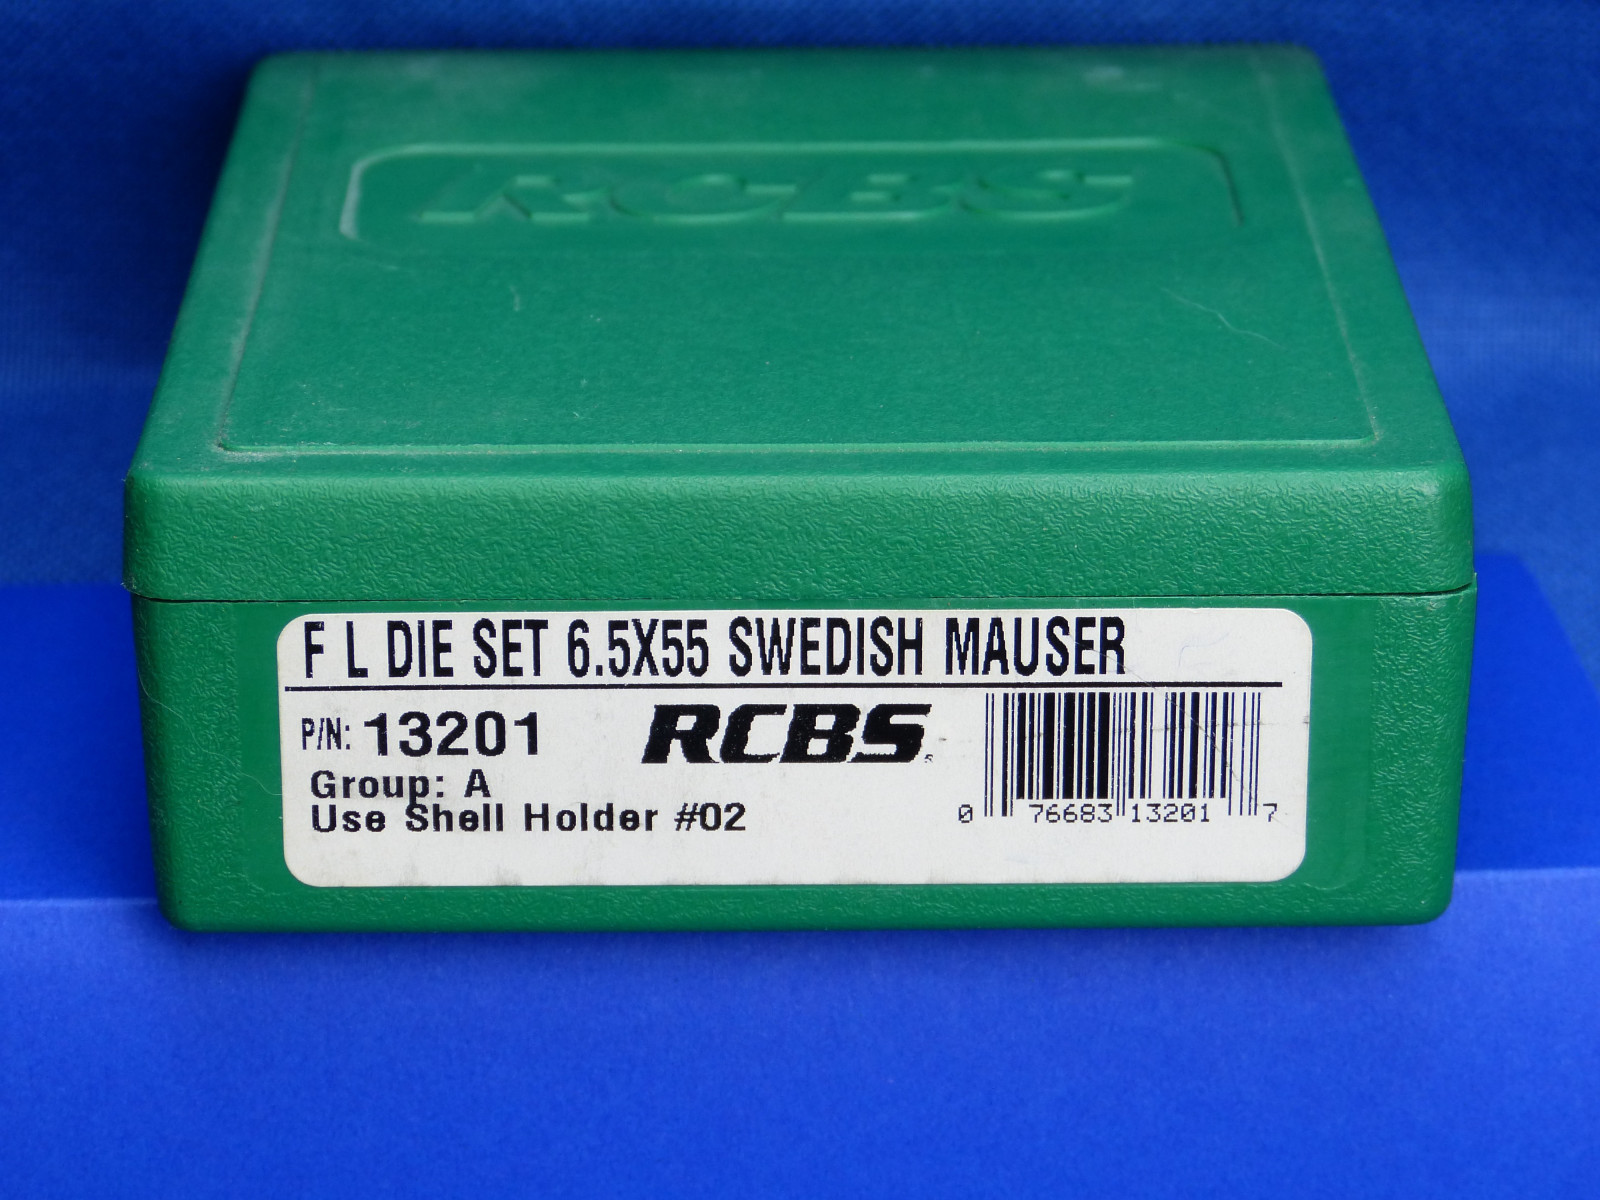 RCBS
F L DIE SET 6.5X55 SWEDISH MAUSER
P/N: 13201
RCBS
Group: A
Use Shell Holder #02
0 76683 13201 7